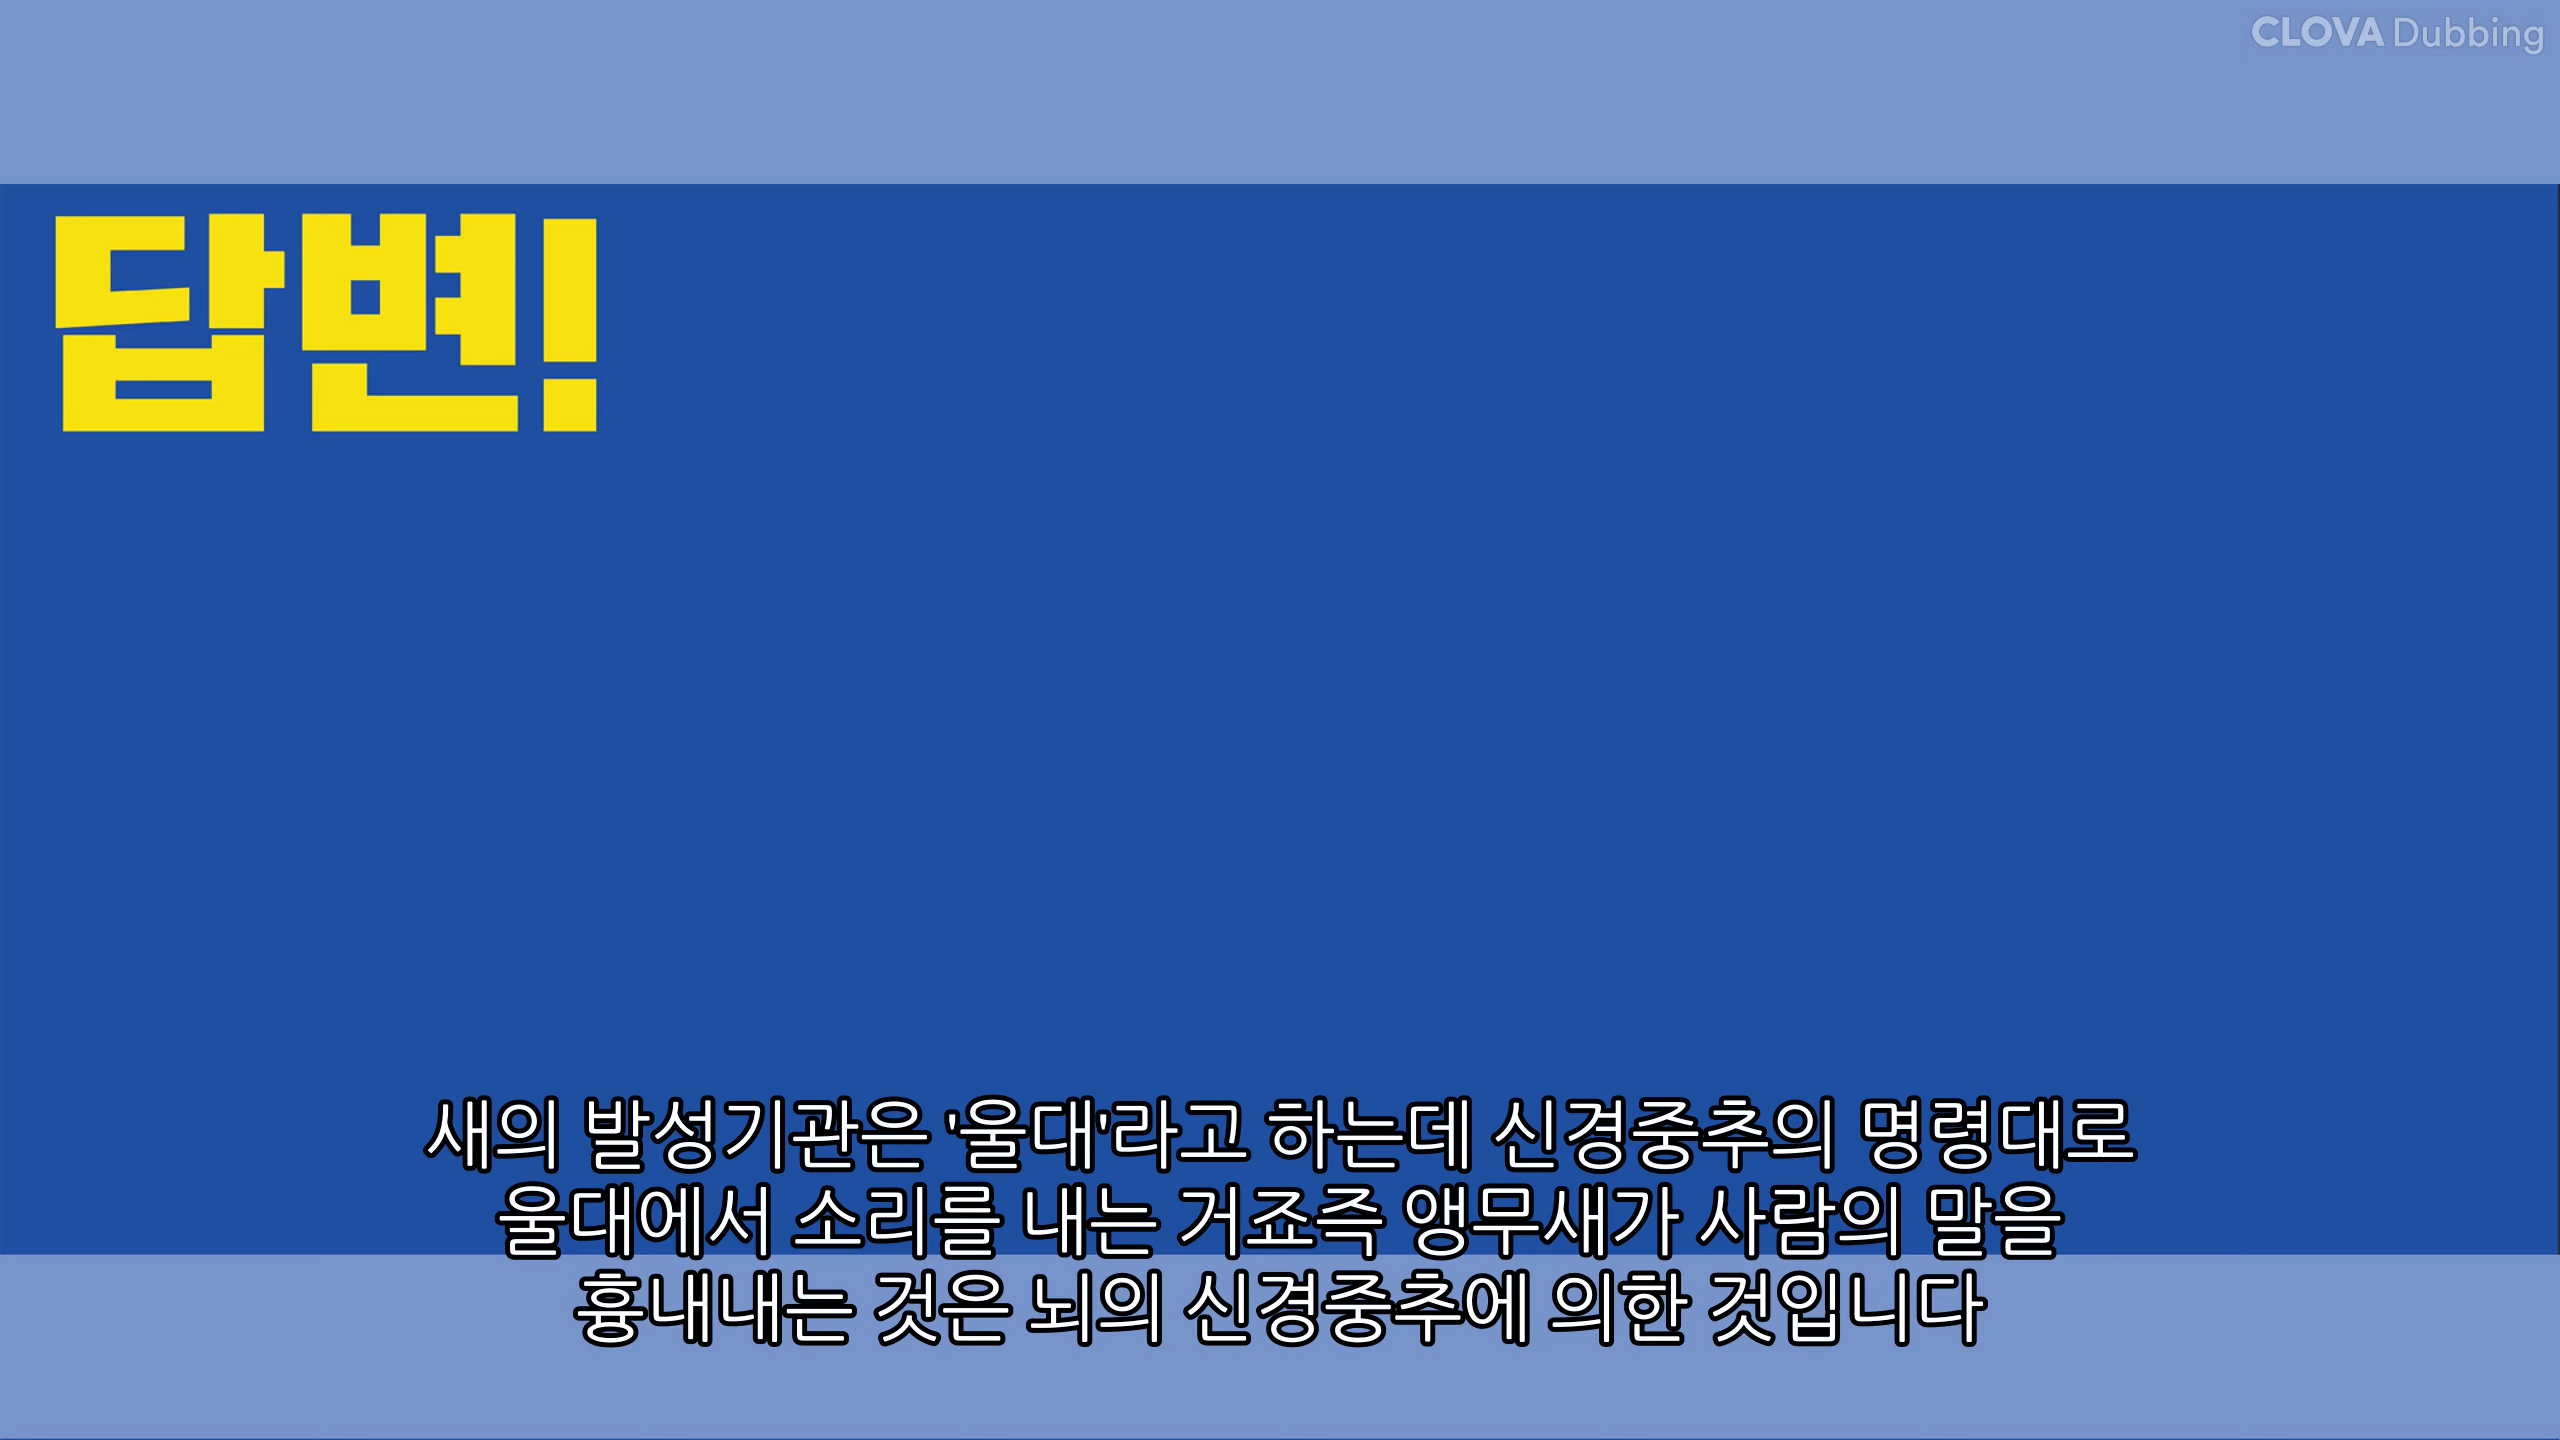 CLOVA Dubbing
답변!
새의 발성기관은 '울대'라고 하는데 신경중추의 명령대로
울대에서 소리를 내는 거죠즉 앵무새가 사람의 말을
흉내내는 것은 뇌의 신경중추에 의한 것입니다